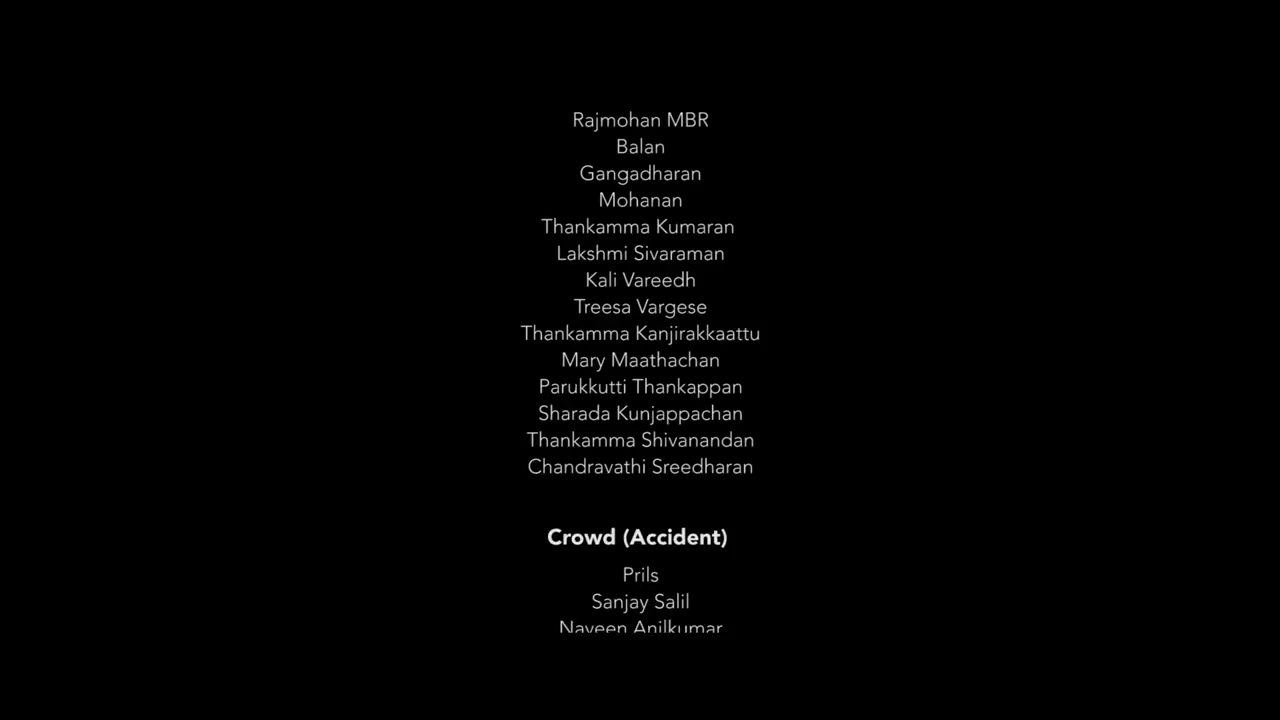 Rajmohan MBR
Balan
Gangadharan
Mohanan
Thankamma Kumaran
Lakshmi Sivaraman
Kali Vareedh
Treesa Vargese
Thankamma Kanjirakkaattu
Mary Maathachan
Parukkutti Thankappan
Sharada Kunjappachan
Thankamma Shivanandan
Chandravathi Sreedharan
Crowd (Accident)
Prils
Sanjay Salil
Naveen Anilkumar